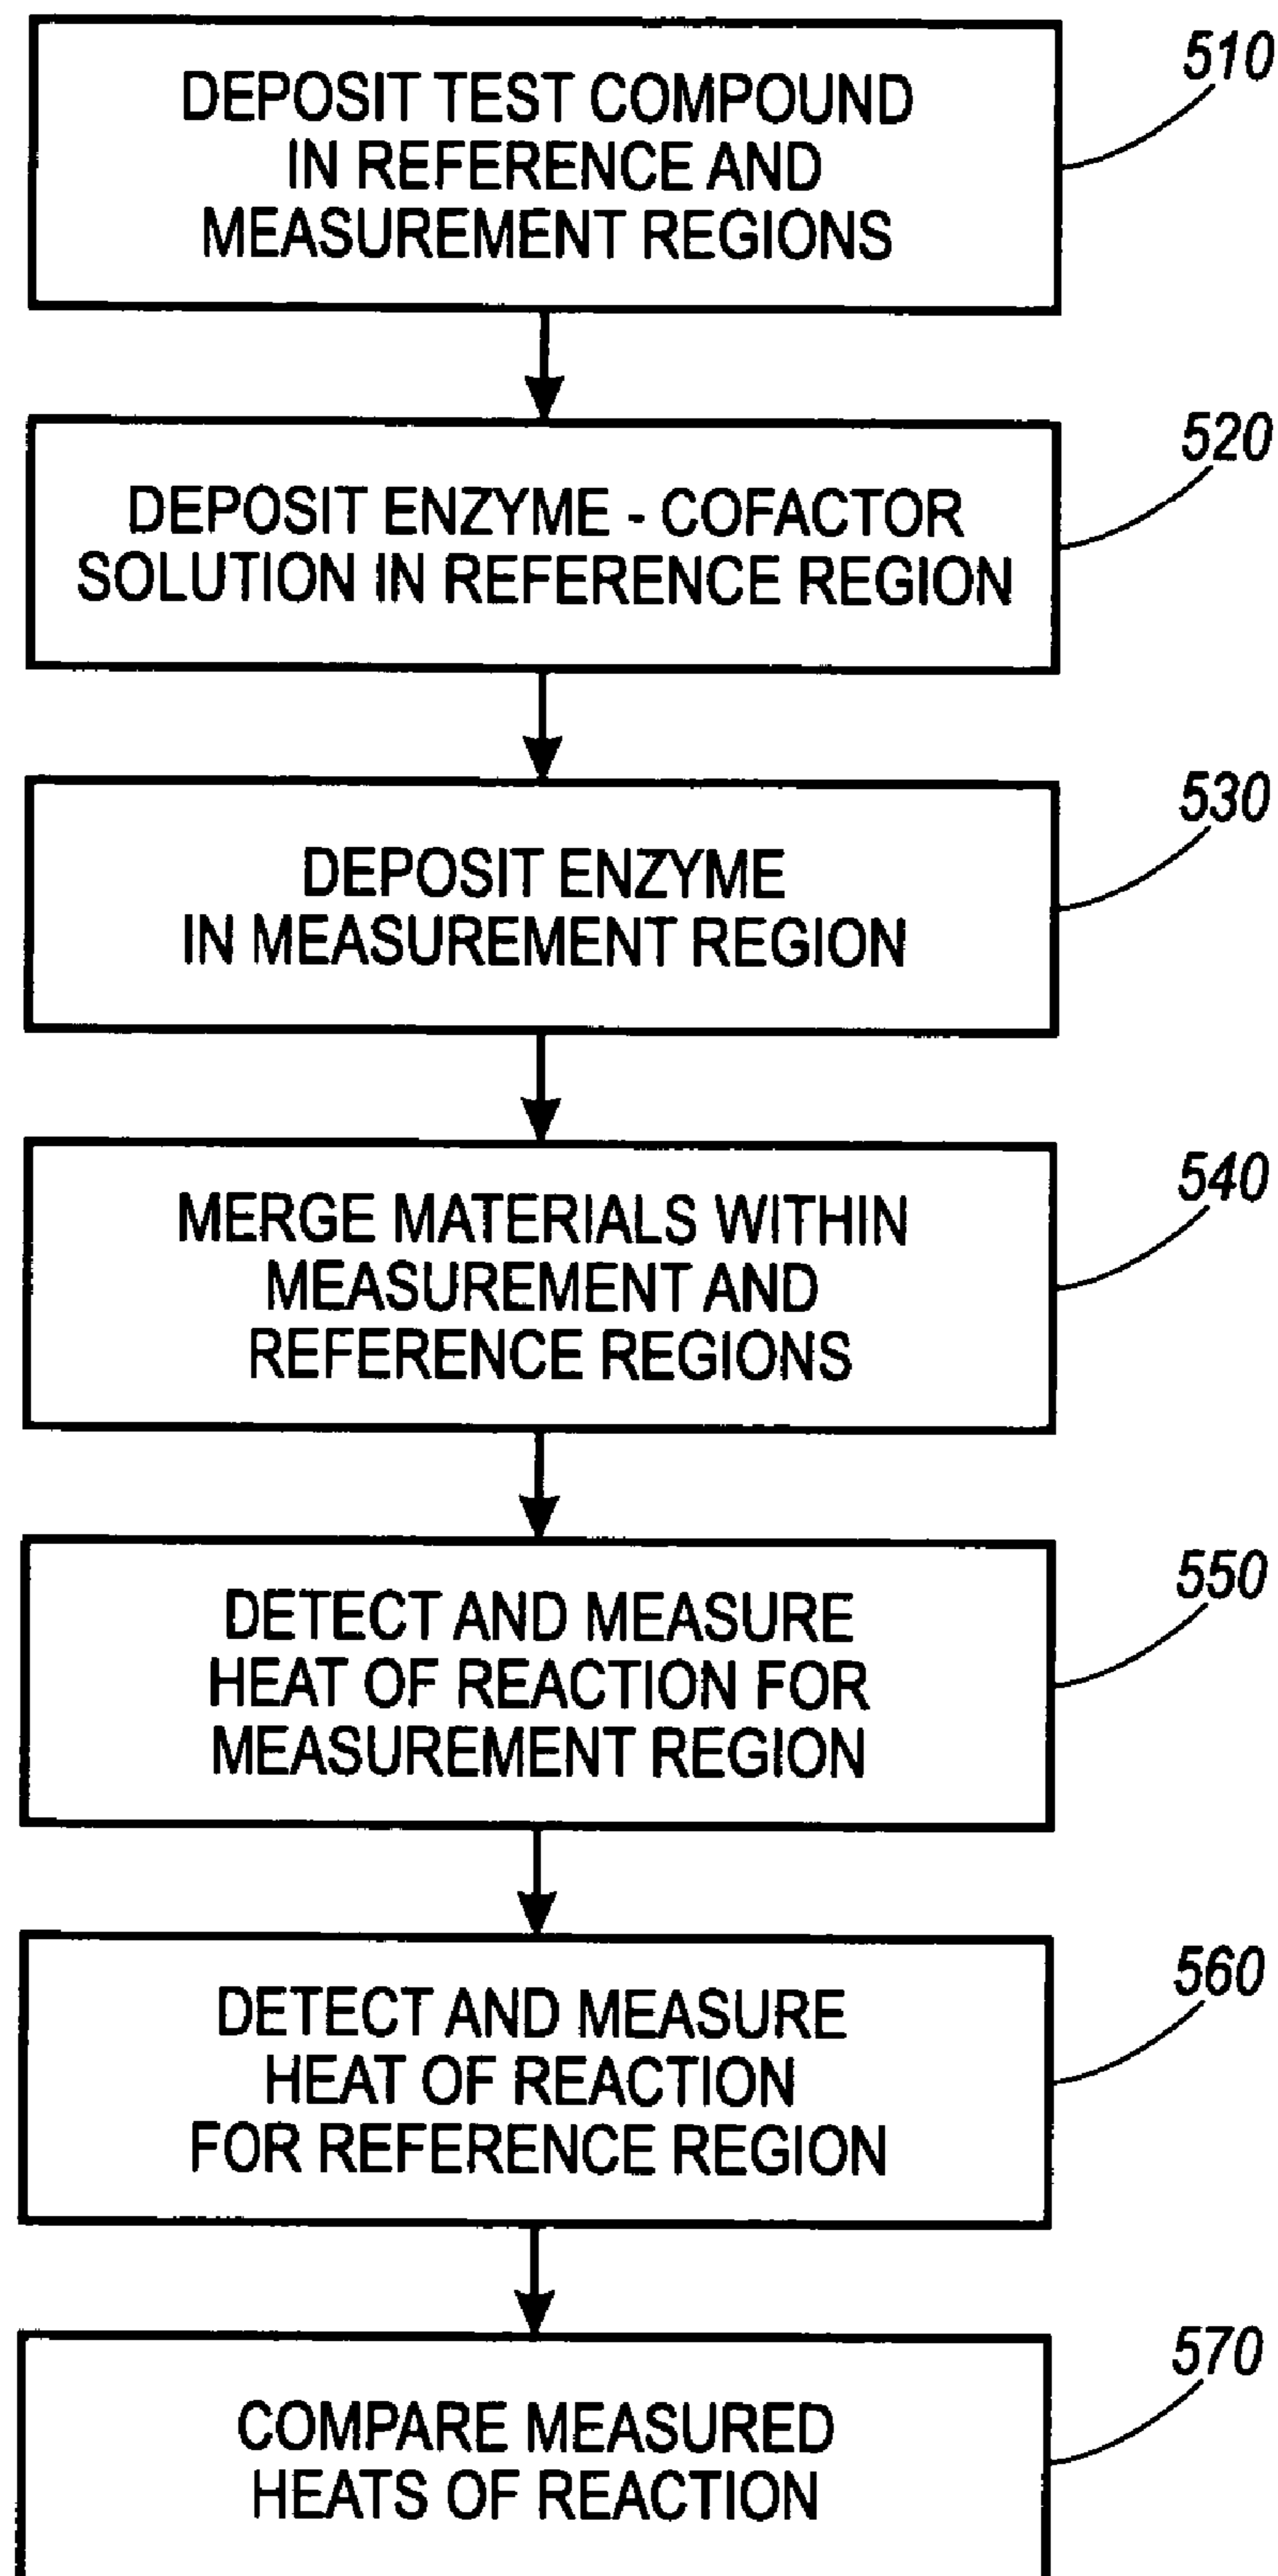 DEPOSIT TEST COMPOUND
IN REFERENCE AND
MEASUREMENT REGIONS
510
DEPOSIT ENZYME - COFACTOR
SOLUTION IN REFERENCE REGION
520
DEPOSIT ENZYME
IN MEASUREMENT REGION
530
MERGE MATERIALS WITHIN
MEASUREMENT AND
REFERENCE REGIONS
540
DETECT AND MEASURE
HEAT OF REACTION FOR
MEASUREMENT REGION
550
DETECT AND MEASURE
HEAT OF REACTION
FOR REFERENCE REGION
560
COMPARE MEASURED
HEATS OF REACTION
570